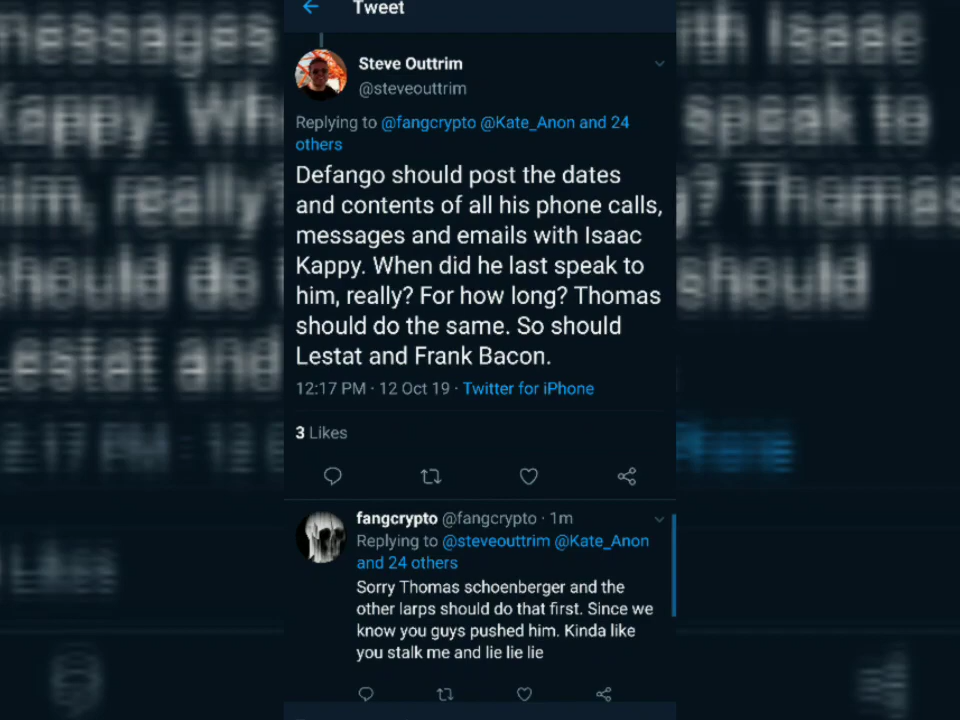 Tweet
Steve Outtrim
@steveouttrim
Replying to @fangcrypto @Kate_Anon and 24
others
Defango should post the dates
and contents of all his phone calls,
messages and emails with Isaac
Kappy. When did he last speak to
him, really? For how long? Thomas
should do the same. So should
Lestat and Frank Bacon.
12:17 PM · 12 Oct 19 · Twitter for iPhone
3 Likes
fangcrypto @fangcrypto · 1m
Replying to @steveouttrim @Kate_Anon
and 24 others
Sorry Thomas schoenberger and the
other larps should do that first. Since we
know you guys pushed him. Kinda like
you stalk me and lie lie lie